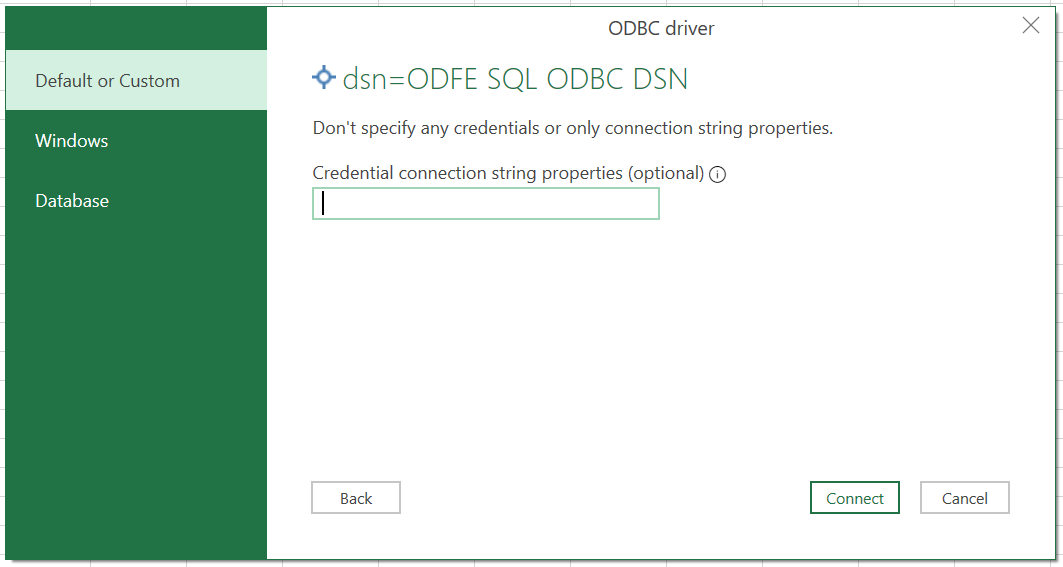 ODBC driver
Default or Custom
Windows
Database
dsn=ODFE SQL ODBC DSN
Don't specify any credentials or only connection string properties.
Credential connection string properties (optional)
Back
Connect
Cancel